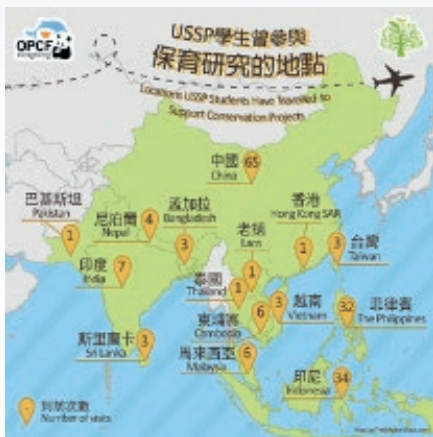 OPCF
USSP學生曾參與
保育研究的地點
Locations USSP Students Have Travelled to
Support Conservation Projects
中國
China
65
巴基斯坦
Pakistan
1
尼泊爾
Nepal
4
孟加拉
Bangladesh
3
香港
Hong Kong SAR
1
台灣
Taiwan
3
印度
India
7
老撾
Laos
1
泰國
Thailand
1
柬埔寨
Cambodia
6
越南
Vietnam
3
菲律賓
The Philippines
32
斯里蘭卡
Sri Lanka
3
馬來西亞
Malaysia
6
印尼
Indonesia
34
到訪次數
Number of visits